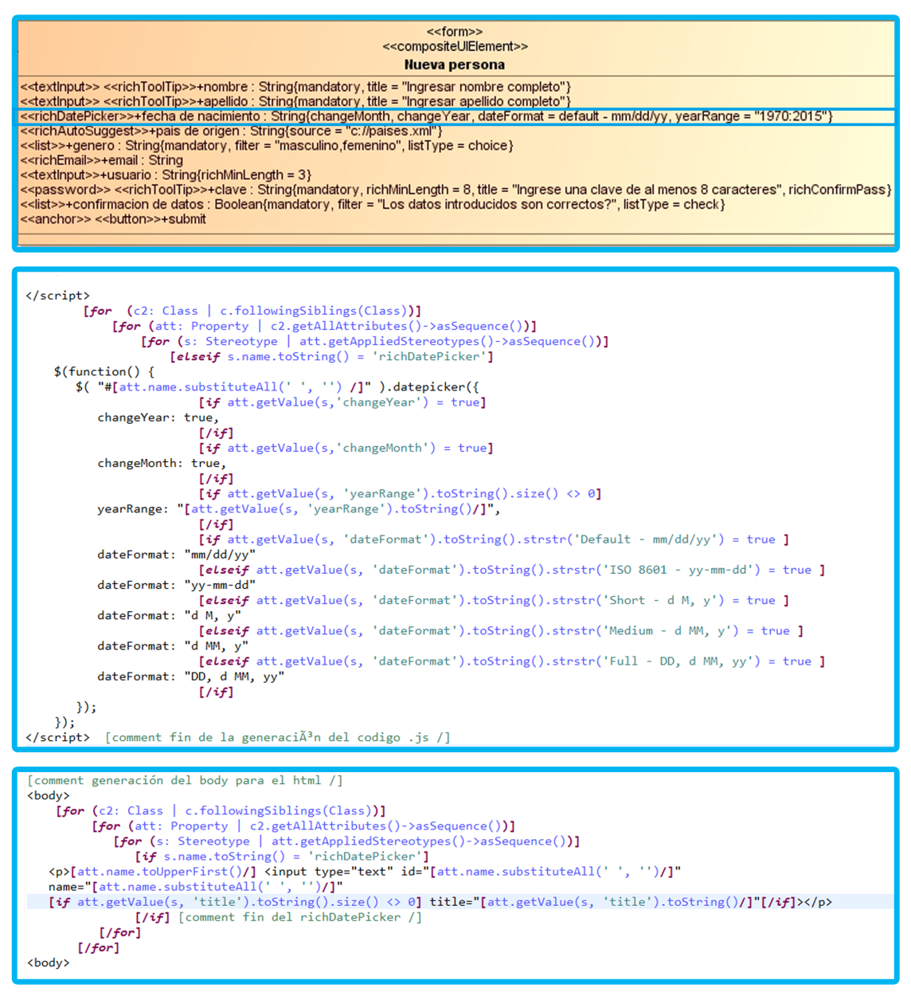 <<form>>
<<compositeUIElement>>
Nueva persona
<<textInput>> <<richToolTip>>+nombre : String{mandatory, title = "Ingresar nombre completo"}
<<textInput>> <<richToolTip>>+apellido : String{mandatory, title = "Ingresar apellido completo"}
<<richDatePicker>>+fecha de nacimiento : String{changeMonth, changeYear, dateFormat = default - mm/dd/yy, yearRange = "1970:2015"}
<<richAutoSuggest>>+pais de origen : String{source = "c://paises.xml"}
<<list>>+genero : String{mandatory, filter = "masculino,femenino", listType = choice}
<<richEmail>>+email : String
<<textInput>>+usuario : String{richMinLength = 3}
<<password>> <<richToolTip>>+clave : String{mandatory, richMinLength = 8, title = "Ingrese una clave de al menos 8 caracteres", richConfirmPass}
<<list>>+confirmacion de datos : Boolean{mandatory, filter = "Los datos introducidos son correctos?", listType = check}
<<anchor>> <<button>>+submit
</script>
[for (c2: Class | c.followingSiblings(Class))]
[for (att: Property | c2.getAllAttributes()->asSequence())]
[for (s: Stereotype | att.getAppliedStereotypes()->asSequence())]
[elseif s.name.toString() = 'richDatePicker']
$(function() {
$( "#[att.name.substituteAll(' ', '') /]" ).datepicker({
[if att.getValue(s,'changeYear') = true]
changeYear: true,
[/if]
[if att.getValue(s,'changeMonth') = true]
changeMonth: true,
[/if]
[if att.getValue(s, 'yearRange').toString().size() <> 0]
yearRange: "[att.getValue(s, 'yearRange').toString()/]",
[/if]
[if att.getValue(s, 'dateFormat').toString().strstr('Default - mm/dd/yy') = true ]
dateFormat: "mm/dd/yy"
[elseif att.getValue(s, 'dateFormat').toString().strstr('ISO 8601 - yy-mm-dd') = true ]
dateFormat: "yy-mm-dd"
[elseif att.getValue(s, 'dateFormat').toString().strstr('Short - d M, y') = true ]
dateFormat: "d M, y"
[elseif att.getValue(s, 'dateFormat').toString().strstr('Medium - d MM, y') = true ]
dateFormat: "d MM, y"
[elseif att.getValue(s, 'dateFormat').toString().strstr('Full - DD, d MM, yy') = true ]
dateFormat: "DD, d MM, yy"
[/if]
});
});
</script> [comment fin de la generaciÃ³n del codigo .js /]
[comment generación del body para el html /]
<body>
[for (c2: Class | c.followingSiblings(Class))]
[for (att: Property | c2.getAllAttributes()->asSequence())]
[for (s: Stereotype | att.getAppliedStereotypes()->asSequence())]
[if s.name.toString() = 'richDatePicker']
<p>[att.name.toUpperFirst()/] <input type="text" id="[att.name.substituteAll(' ', '')/]"
name="[att.name.substituteAll(' ', '')/]"
[if att.getValue(s, 'title').toString().size() <> 0] title="[att.getValue(s, 'title').toString()/]"[/if]></p>
[/if] [comment fin del richDatePicker /]
[/for]
[/for]
<body>